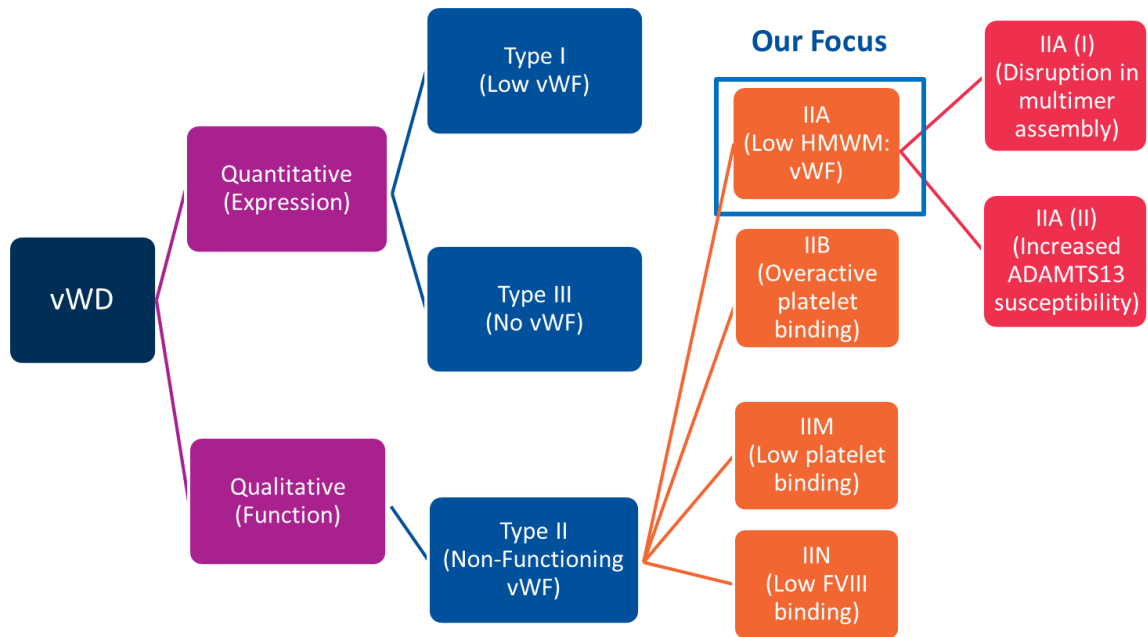 vWD
Quantitative
(Expression)
Qualitative
(Function)
Type I
(Low vWF)
Type III
(No vWF)
Type II
(Non-Functioning
vWF)
Our Focus
IIA
(Low HMWM:
vWF)
IIB
(Overactive
platelet
binding)
IIM
(Low platelet
binding)
IIN
(Low FVIII
binding)
IIA (I)
(Disruption in
multimer
assembly)
IIA (II)
(Increased
ADAMTS13
susceptibility)